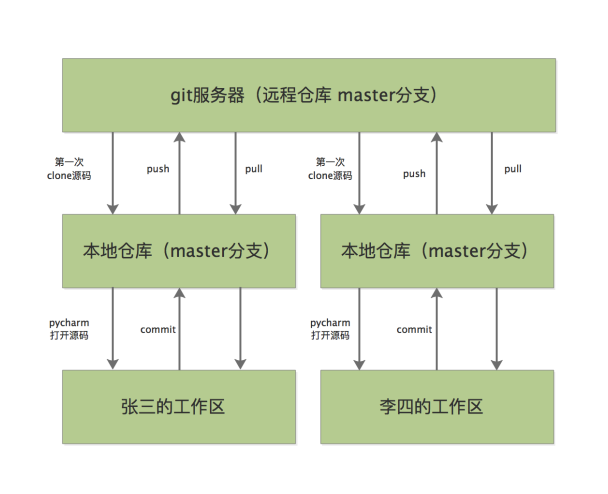 git服务器（远程仓库 master分支）
第一次
clone源码
push
pull
第一次
clone源码
push
pull
本地仓库（master分支）
本地仓库（master分支）
pycharm
打开源码
commit
pycharm
打开源码
commit
张三的工作区
李四的工作区